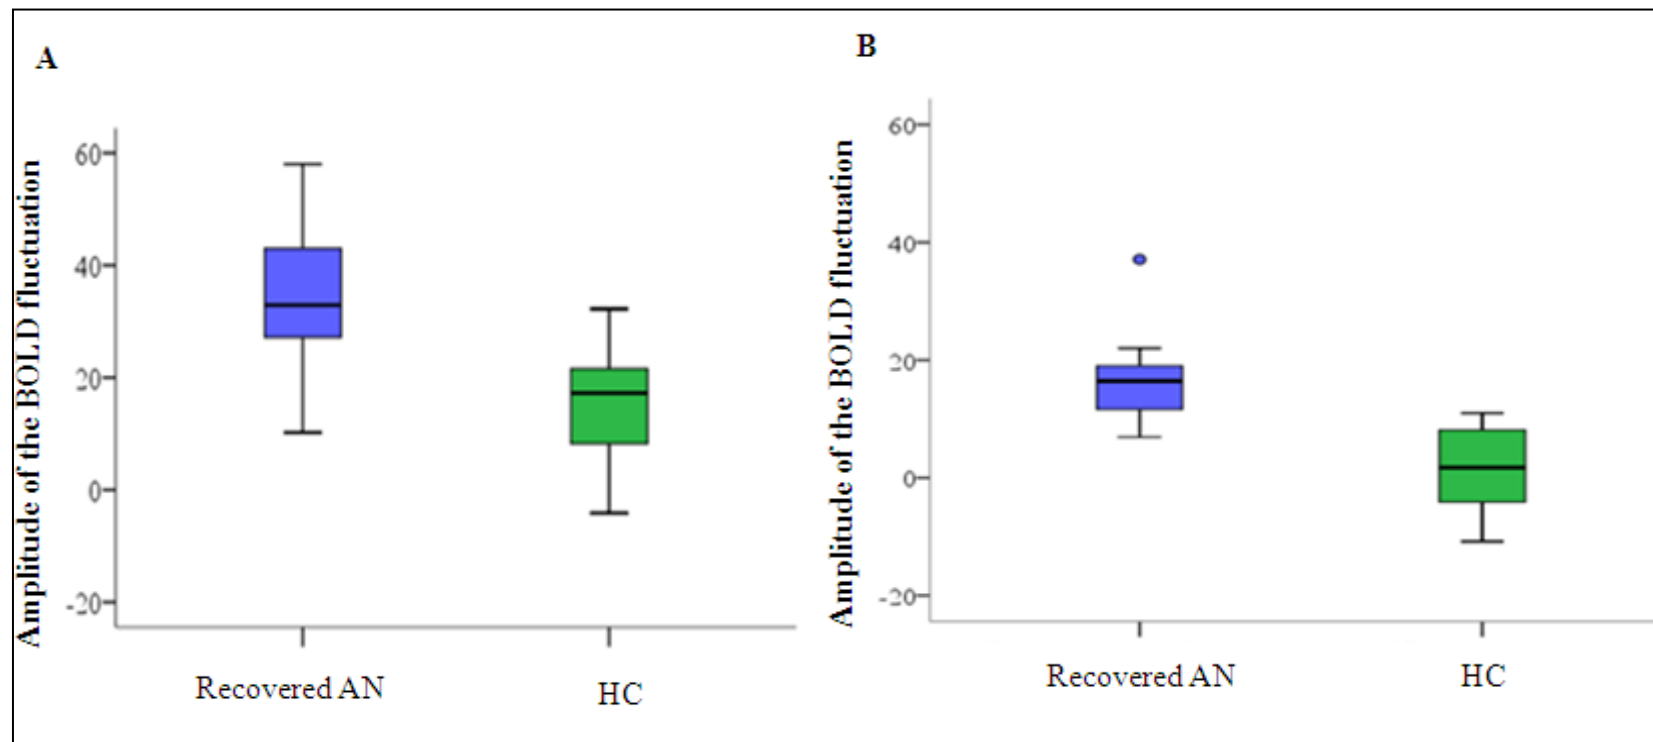 A
B
Amplitude of the BOLD fluctuation
60
40
20
0
-20
Recovered AN
HC
Amplitude of the BOLD fluctuation
60
40
20
0
-20
Recovered AN
HC